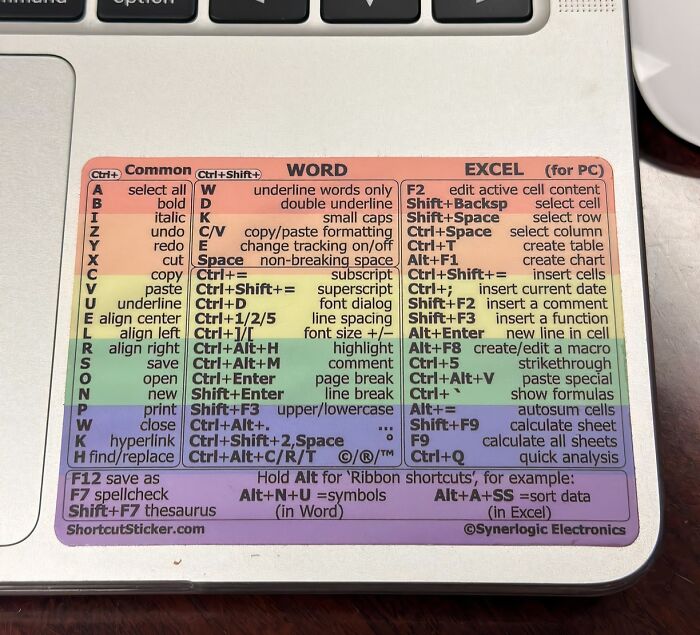 command
option
Ctrl+ Common
A select all
B bold
I italic
Z undo
Y redo
X cut
C copy
V paste
U underline
E align center
L align left
R align right
S save
O open
N new
P print
W close
K hyperlink
H find/replace
Ctrl+Shift+ WORD
W underline words only
D double underline
K small caps
C/V copy/paste formatting
E change tracking on/off
Space non-breaking space
Ctrl+= subscript
Ctrl+Shift+= superscript
Ctrl+D font dialog
Ctrl+1/2/5 line spacing
Ctrl+]/[ font size +/−
Ctrl+Alt+H highlight
Ctrl+Alt+M comment
Ctrl+Enter page break
Shift+Enter line break
Shift+F3 upper/lowercase
Ctrl+Alt+. ...
Ctrl+Shift+2,Space °
Ctrl+Alt+C/R/T ©/®/™
EXCEL (for PC)
F2 edit active cell content
Shift+Backsp select cell
Shift+Space select row
Ctrl+Space select column
Ctrl+T create table
Alt+F1 create chart
Ctrl+Shift+= insert cells
Ctrl+; insert current date
Shift+F2 insert a comment
Shift+F3 insert a function
Alt+Enter new line in cell
Alt+F8 create/edit a macro
Ctrl+5 strikethrough
Ctrl+Alt+V paste special
Ctrl+` show formulas
Alt+= autosum cells
Shift+F9 calculate sheet
F9 calculate all sheets
Ctrl+Q quick analysis
F12 save as
F7 spellcheck
Shift+F7 thesaurus
Hold Alt for ‘Ribbon shortcuts’, for example:
Alt+N+U =symbols
(in Word)
Alt+A+SS =sort data
(in Excel)
ShortcutSticker.com
©Synerlogic Electronics